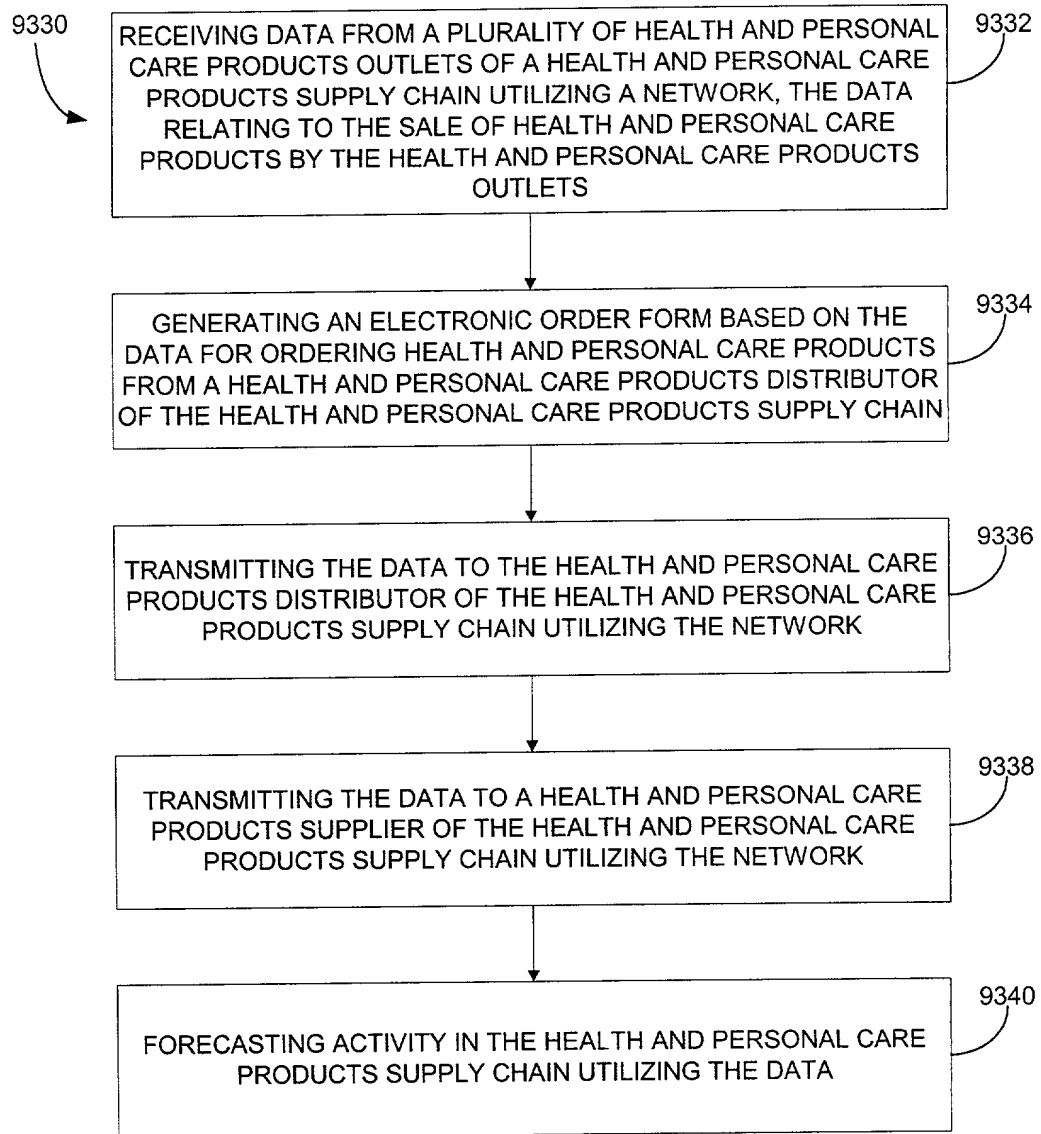 9330
RECEIVING DATA FROM A PLURALITY OF HEALTH AND PERSONAL
CARE PRODUCTS OUTLETS OF A HEALTH AND PERSONAL CARE
PRODUCTS SUPPLY CHAIN UTILIZING A NETWORK, THE DATA
RELATING TO THE SALE OF HEALTH AND PERSONAL CARE
PRODUCTS BY THE HEALTH AND PERSONAL CARE PRODUCTS
OUTLETS
9332
GENERATING AN ELECTRONIC ORDER FORM BASED ON THE
DATA FOR ORDERING HEALTH AND PERSONAL CARE PRODUCTS
FROM A HEALTH AND PERSONAL CARE PRODUCTS DISTRIBUTOR
OF THE HEALTH AND PERSONAL CARE PRODUCTS SUPPLY CHAIN
9334
TRANSMITTING THE DATA TO THE HEALTH AND PERSONAL CARE
PRODUCTS DISTRIBUTOR OF THE HEALTH AND PERSONAL CARE
PRODUCTS SUPPLY CHAIN UTILIZING THE NETWORK
9336
TRANSMITTING THE DATA TO A HEALTH AND PERSONAL CARE
PRODUCTS SUPPLIER OF THE HEALTH AND PERSONAL CARE
PRODUCTS SUPPLY CHAIN UTILIZING THE NETWORK
9338
FORECASTING ACTIVITY IN THE HEALTH AND PERSONAL CARE
PRODUCTS SUPPLY CHAIN UTILIZING THE DATA
9340